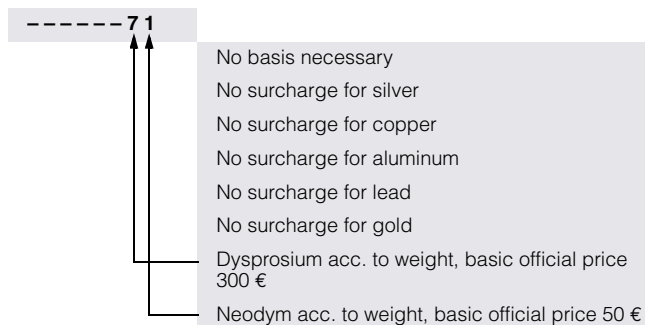 – – – – – – 7 1
No basis necessary
No surcharge for silver
No surcharge for copper
No surcharge for aluminum
No surcharge for lead
No surcharge for gold
Dysprosium acc. to weight, basic official price
300 €
Neodym acc. to weight, basic official price 50 €